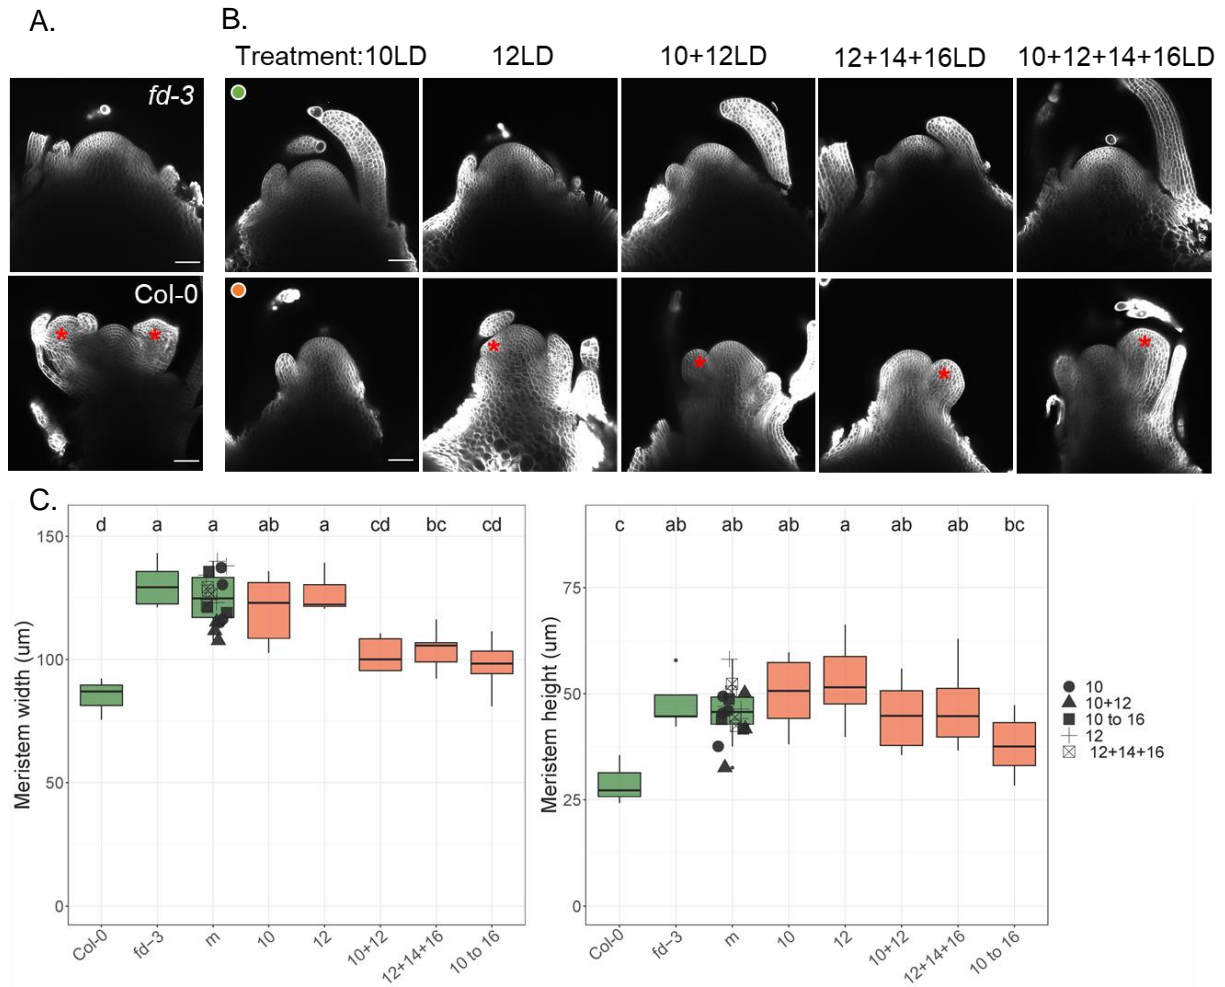 A.
B.
Treatment:10LD
12LD
10+12LD
12+14+16LD
10+12+14+16LD
fd-3
*
*
Col-0
*
*
*
*
C.
d
a
a
ab
a
cd
bc
cd
150
100
50
0
Meristem width (um)
Col-0
fd-3
m
10
12
10+12
12+14+16
10 to 16
c
ab
ab
ab
a
ab
ab
bc
75
50
25
0
Meristem height (um)
Col-0
fd-3
m
10
12
10+12
12+14+16
10 to 16
10
10+12
10 to 16
12
12+14+16